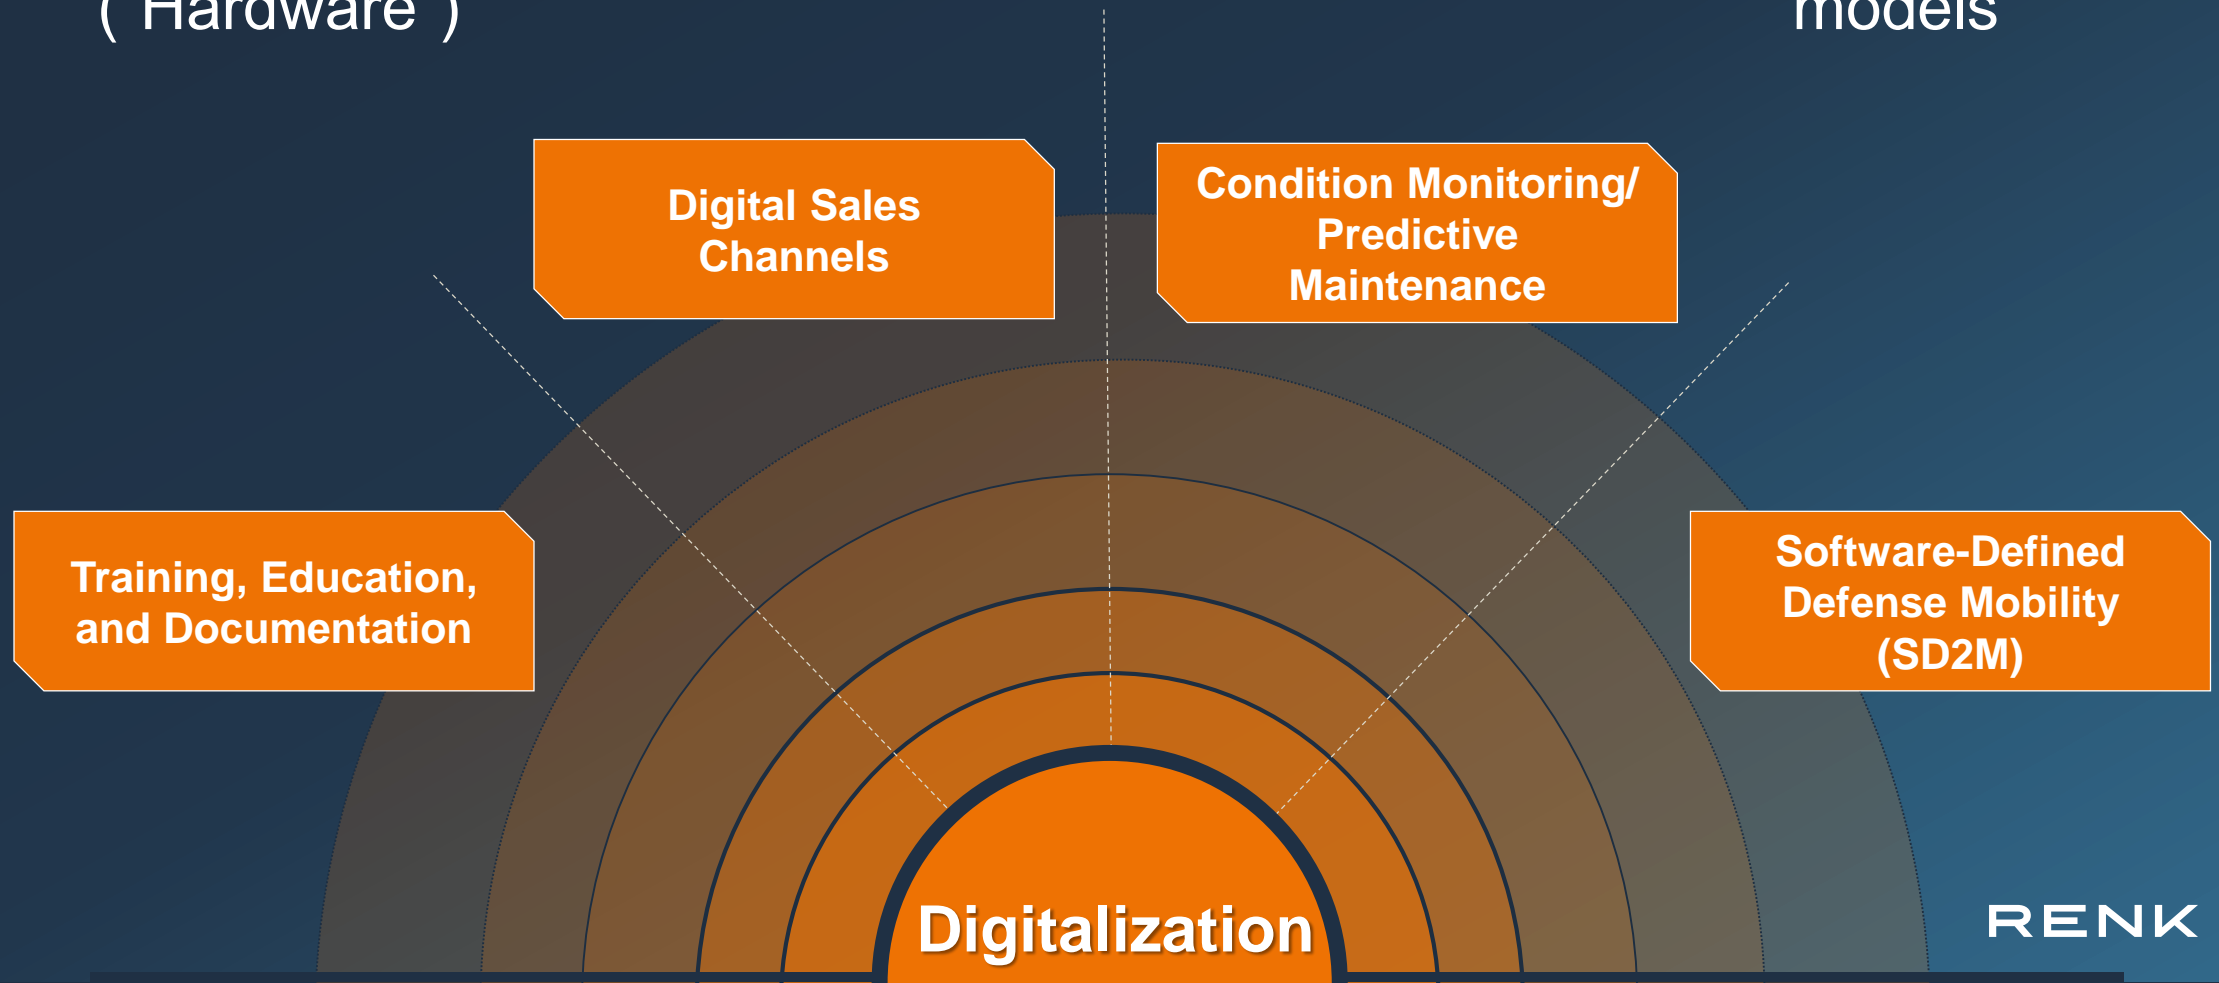 ( Hardware )
models
Digital Sales
Channels
Condition Monitoring/
Predictive
Maintenance
Training, Education,
and Documentation
Software-Defined
Defense Mobility
(SD2M)
Digitalization
RENK